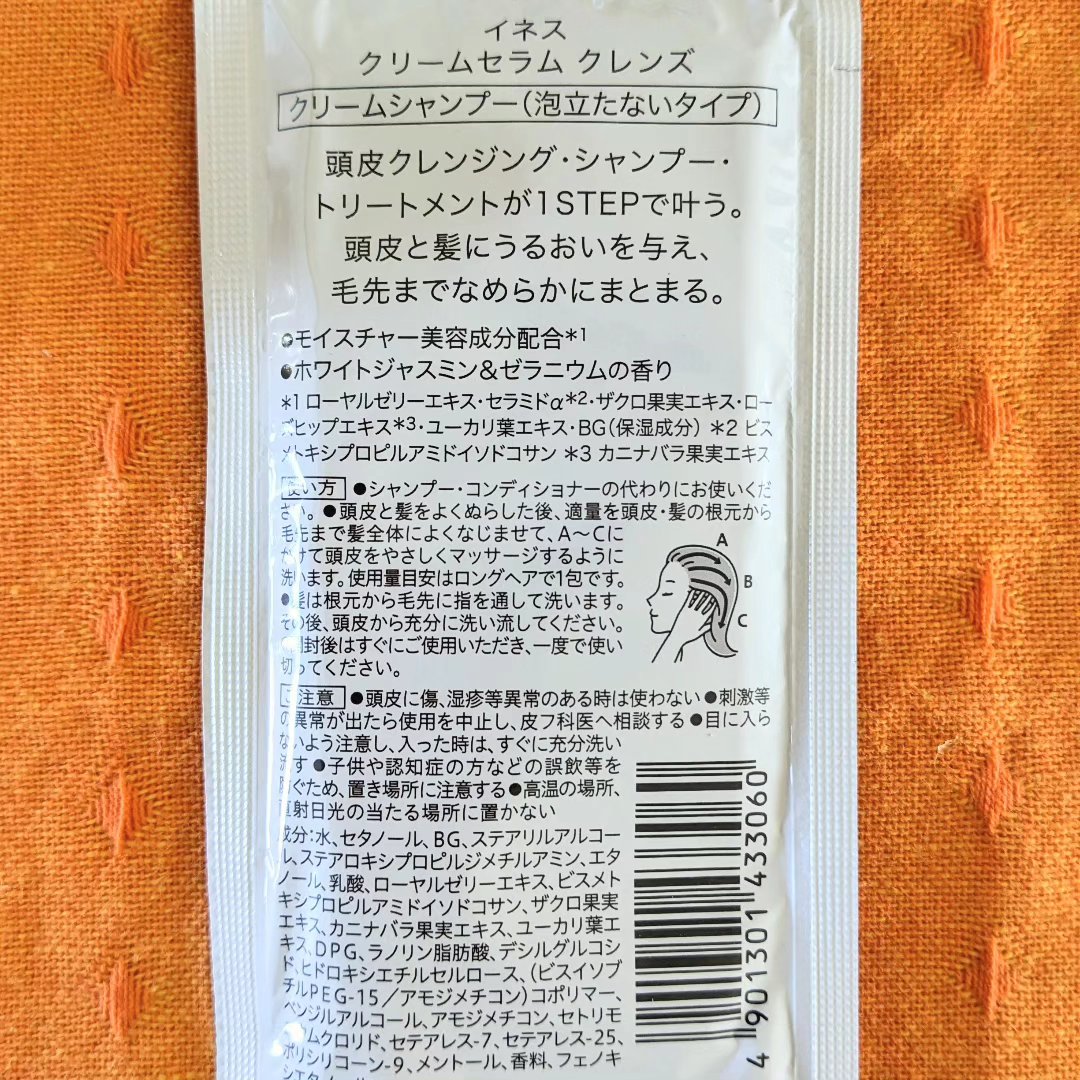 イネス
クリームセラム クレンズ
クリームシャンプー(泡立たないタイプ)
頭皮クレンジング・シャンプー・
トリートメントが1STEPで叶う。
頭皮と髪にうるおいを与え、
毛先までなめらかにまとまる。
●モイスチャー美容成分配合*1
●ホワイトジャスミン&ゼラニウムの香り
*1 ローヤルゼリーエキス・セラミドα*2・ザクロ果実エキス・ロー
ズヒップエキス*3・ユーカリ葉エキス・BG(保湿成分) *2 ビス
メトキシプロピルアミドイソドコサン *3 カニナバラ果実エキス
使い方 ●シャンプー・コンディショナーの代わりにお使いくだ
さい。●頭皮と髪をよくぬらした後、適量を頭皮・髪の根元から
毛先まで髪全体によくなじませて、A〜Cに
かけて頭皮をやさしくマッサージするように
洗います。使用量目安はロングヘアで1包です。
●髪は根元から毛先に指を通して洗います。
その後、頭皮から充分に洗い流してください。
●開封後はすぐにご使用いただき、一度で使い
切ってください。
A
B
C
ご注意 ●頭皮に傷、湿疹等異常のある時は使わない●刺激等
の異常が出たら使用を中止し、皮フ科医へ相談する●目に入ら
ないよう注意し、入った時は、すぐに充分洗い
流す●子供や認知症の方などの誤飲等を
防ぐため、置き場所に注意する●高温の場所、
直射日光の当たる場所に置かない
成分:水、セタノール、BG、ステアリルアルコー
ル、ステアロキシプロピルジメチルアミン、エタ
ノール、乳酸、ローヤルゼリーエキス、ビスメト
キシプロピルアミドイソドコサン、ザクロ果実
エキス、カニナバラ果実エキス、ユーカリ葉エ
キス、DPG、ラノリン脂肪酸、デシルグルコシ
ド、ヒドロキシエチルセルロース、(ビスイソブ
チルPEG-15/アモジメチコン)コポリマー、
ベンジルアルコール、アモジメチコン、セトリモ
ニウムクロリド、セテアレス-7、セテアレス-25、
ポリシリコーン-9、メントール、香料、フェノキ
シエタノール
4 901301 433060